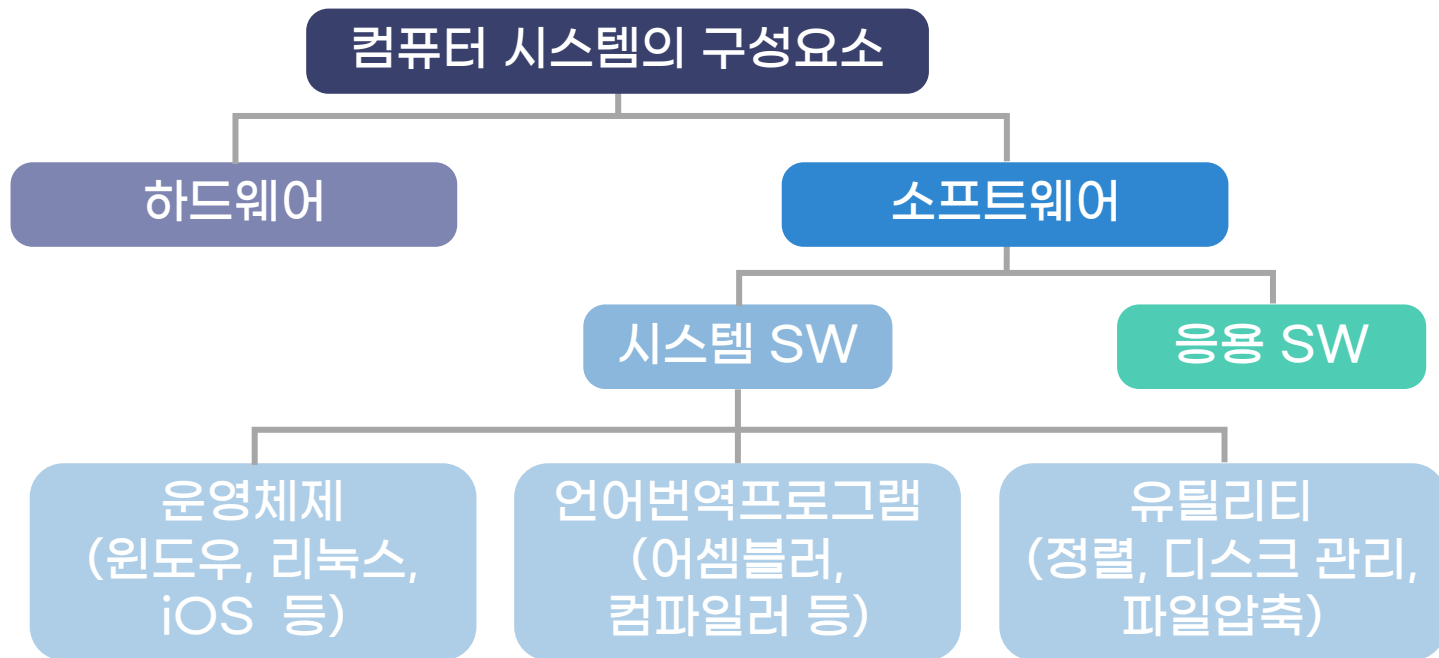 컴퓨터 시스템의 구성요소
하드웨어
소프트웨어
시스템 SW
응용 SW
운영체제
(윈도우, 리눅스,
iOS 등)
언어번역프로그램
(어셈블러,
컴파일러 등)
유틸리티
(정렬, 디스크 관리,
파일압축)